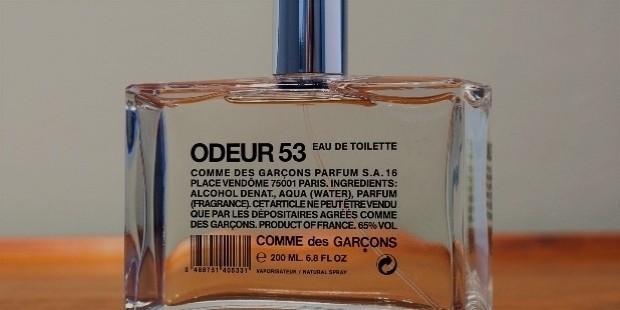 ODEUR 53 EAU DE TOILETTE
COMME DES GARÇONS PARFUM S.A. 16
PLACE VENDÔME 75001 PARIS. INGREDIENTS:
ALCOHOL DENAT., AQUA (WATER), PARFUM
(FRAGRANCE). CET ARTICLE NE PEUT ÊTRE VENDU
QUE PAR LES DÉPOSITAIRES AGRÉÉS COMME
DES GARÇONS. PRODUCT OF FRANCE. 65% VOL
COMME des GARÇONS
℮ 200 ML. 6.8 FL OZ
VAPORISATEUR / NATURAL SPRAY